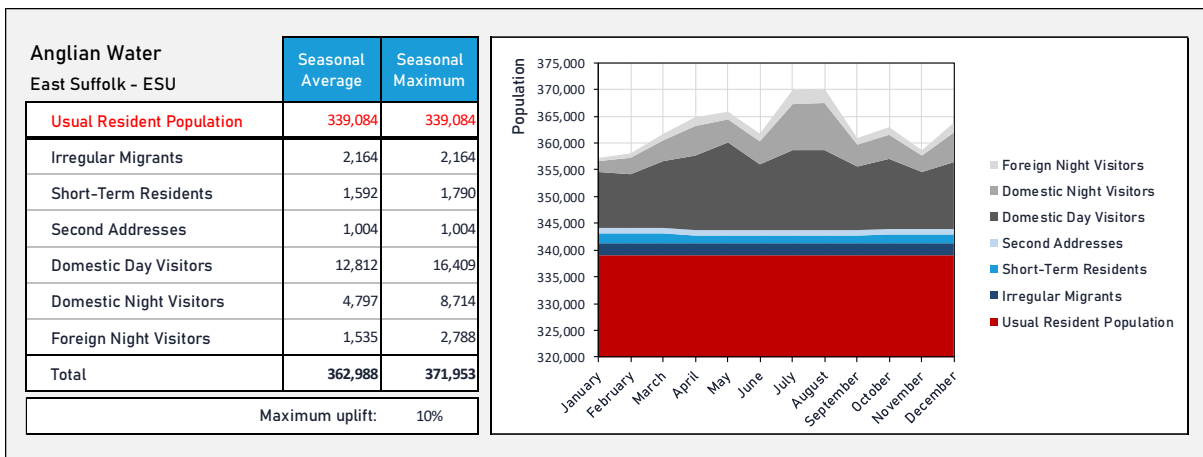 Anglian Water
East Suffolk - ESU
Seasonal Average
Seasonal Maximum
Usual Resident Population 339,084 339,084
Irregular Migrants 2,164 2,164
Short-Term Residents 1,592 1,790
Second Addresses 1,004 1,004
Domestic Day Visitors 12,812 16,409
Domestic Night Visitors 4,797 8,714
Foreign Night Visitors 1,535 2,788
Total 362,988 371,953
Maximum uplift: 10%
Population
375,000
370,000
365,000
360,000
355,000
350,000
345,000
340,000
335,000
330,000
325,000
320,000
January
February
March
April
May
June
July
August
September
October
November
December
Foreign Night Visitors
Domestic Night Visitors
Domestic Day Visitors
Second Addresses
Short-Term Residents
Irregular Migrants
Usual Resident Population